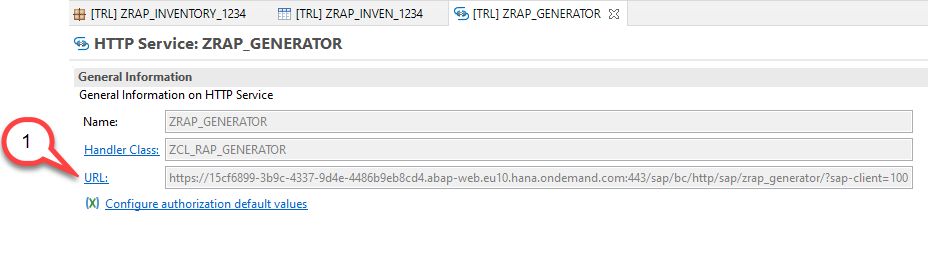 [TRL] ZRAP_INVENTORY_1234 [TRL] ZRAP_INVEN_1234 [TRL] ZRAP_GENERATOR
HTTP Service: ZRAP_GENERATOR
General Information
General Information on HTTP Service
Name: ZRAP_GENERATOR
1
Handler Class: ZCL_RAP_GENERATOR
URL: https://15cf6899-3b9c-4337-9d4e-4486b9eb8cd4.abap-web.eu10.hana.ondemand.com:443/sap/bc/http/sap/zrap_generator/?sap-client=100
(X) Configure authorization default values